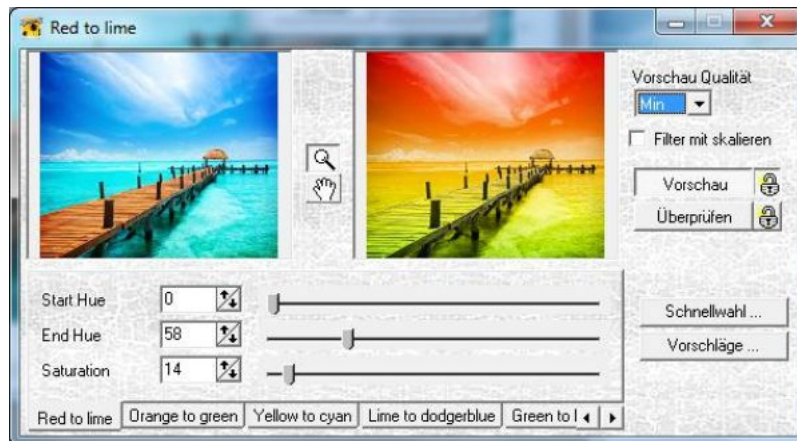 Red to lime
Vorschau Qualität
Min
Filter mit skalieren
Vorschau
Überprüfen
Start Hue 0
End Hue 58
Saturation 14
Schnellwahl ...
Vorschläge ...
Red to lime Orange to green Yellow to cyan Lime to dodgerblue Green to